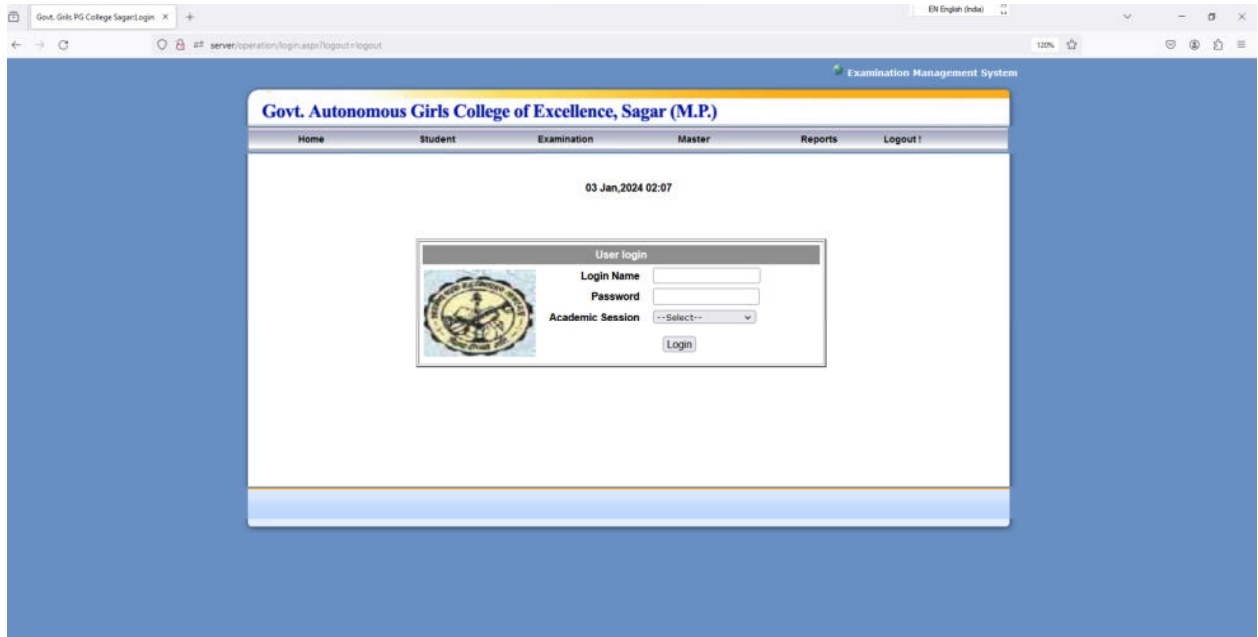 EN English (India)
Govt. Girls PG College Sagar:Login
server/operation/login.aspx?logout=logout
120%
Examination Management System
Govt. Autonomous Girls College of Excellence, Sagar (M.P.)
Home Student Examination Master Reports Logout !
03 Jan,2024 02:07
User login
Login Name
Password
Academic Session --Select--
Login